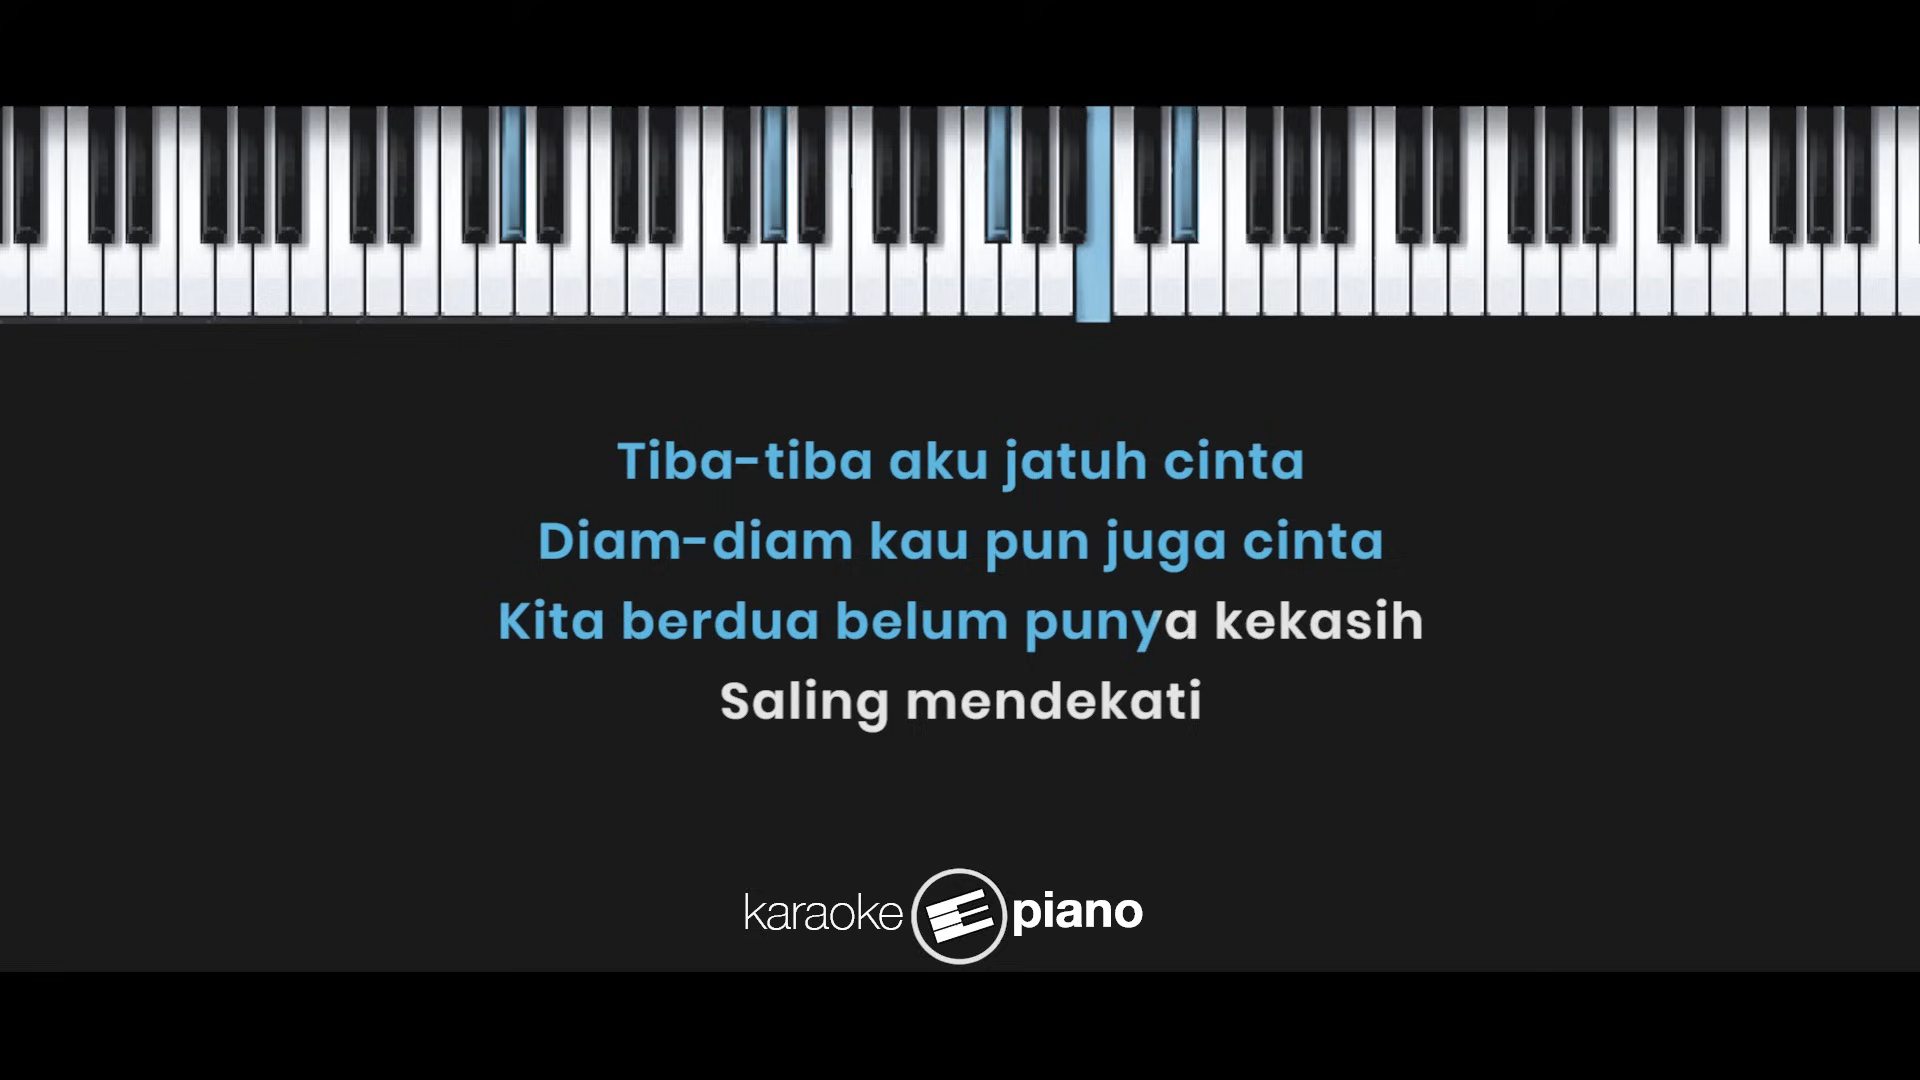 Tiba-tiba aku jatuh cinta
Diam-diam kau pun juga cinta
Kita berdua belum punya kekasih
Saling mendekati
karaoke piano